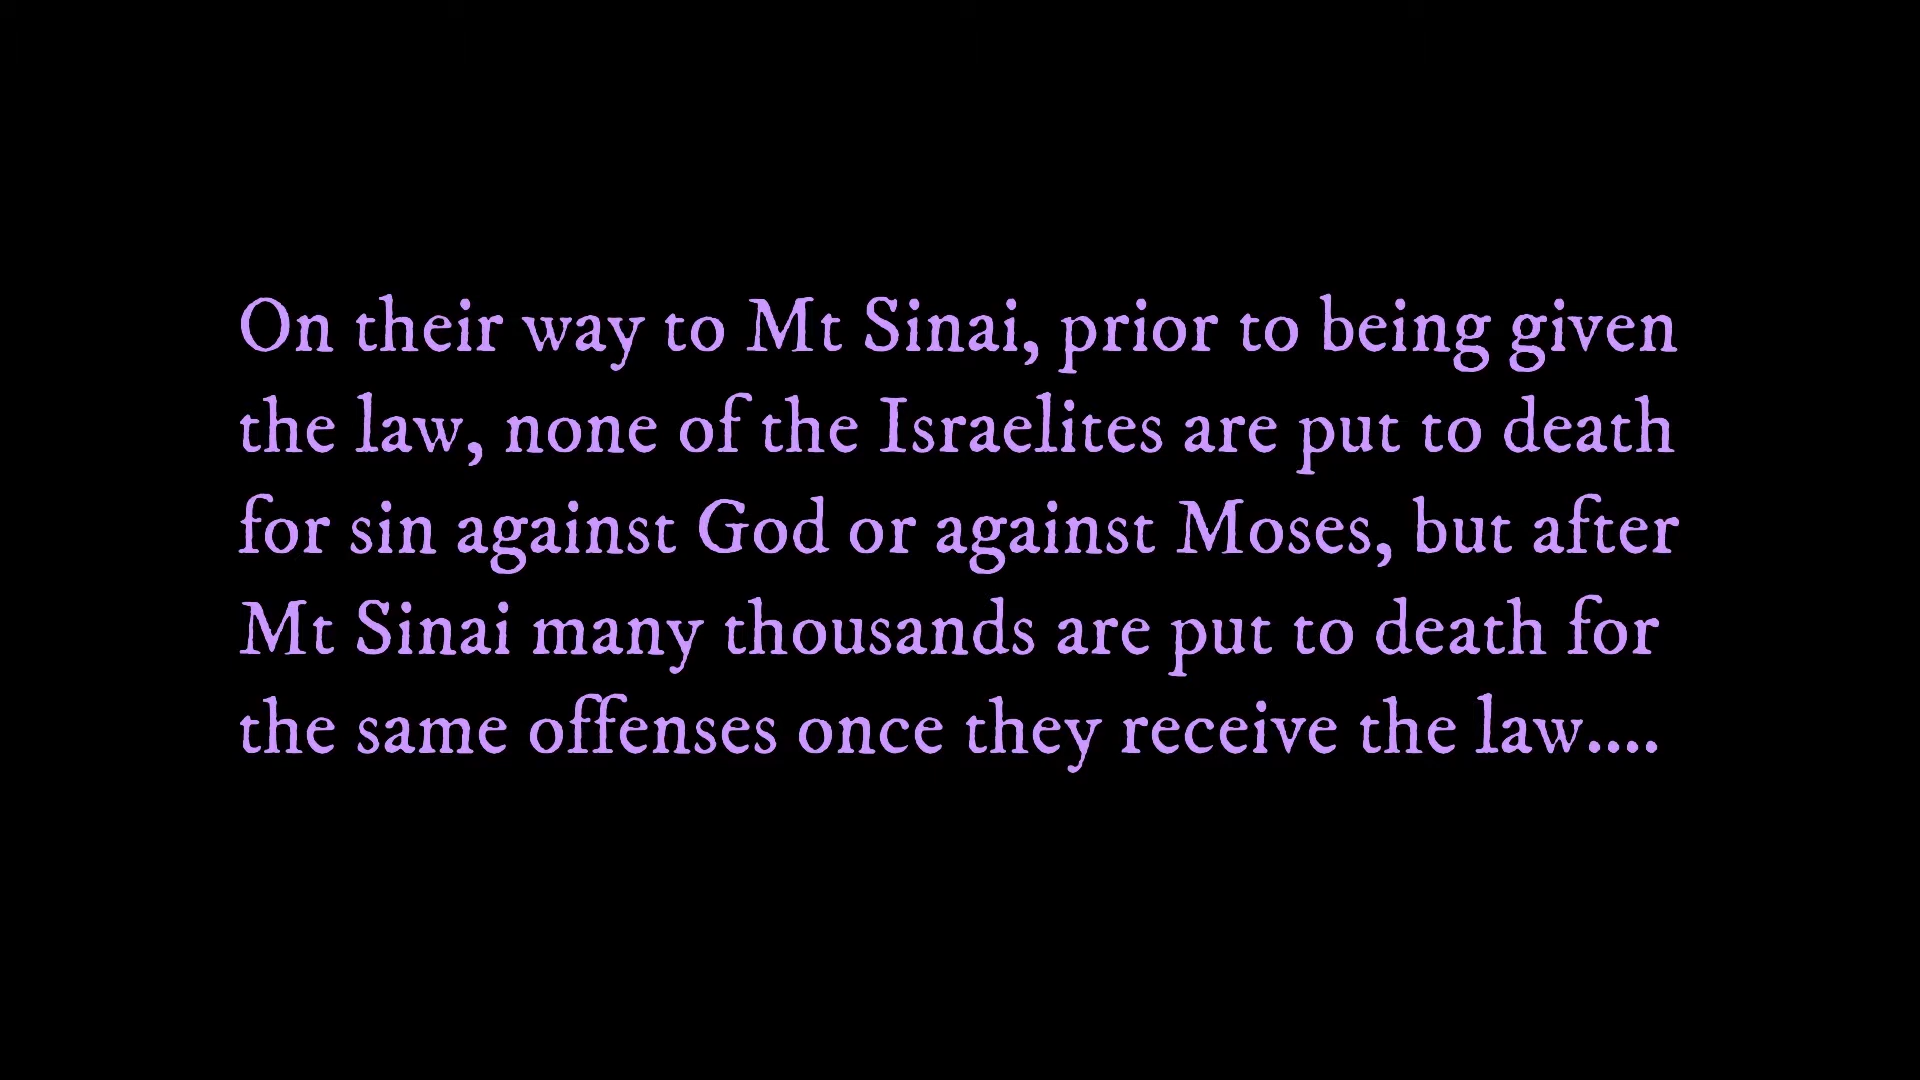 On their way to Mt Sinai, prior to being given
the law, none of the Israelites are put to death
for sin against God or against Moses, but after
Mt Sinai many thousands are put to death for
the same offenses once they receive the law....